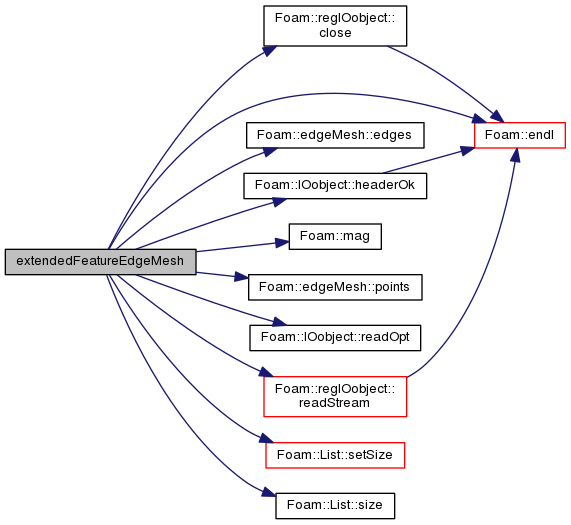 Foam::regIOobject::
close
Foam::endl
Foam::edgeMesh::edges
Foam::IOobject::headerOk
Foam::mag
extendedFeatureEdgeMesh
Foam::edgeMesh::points
Foam::IOobject::readOpt
Foam::regIOobject::
readStream
Foam::List::setSize
Foam::List::size